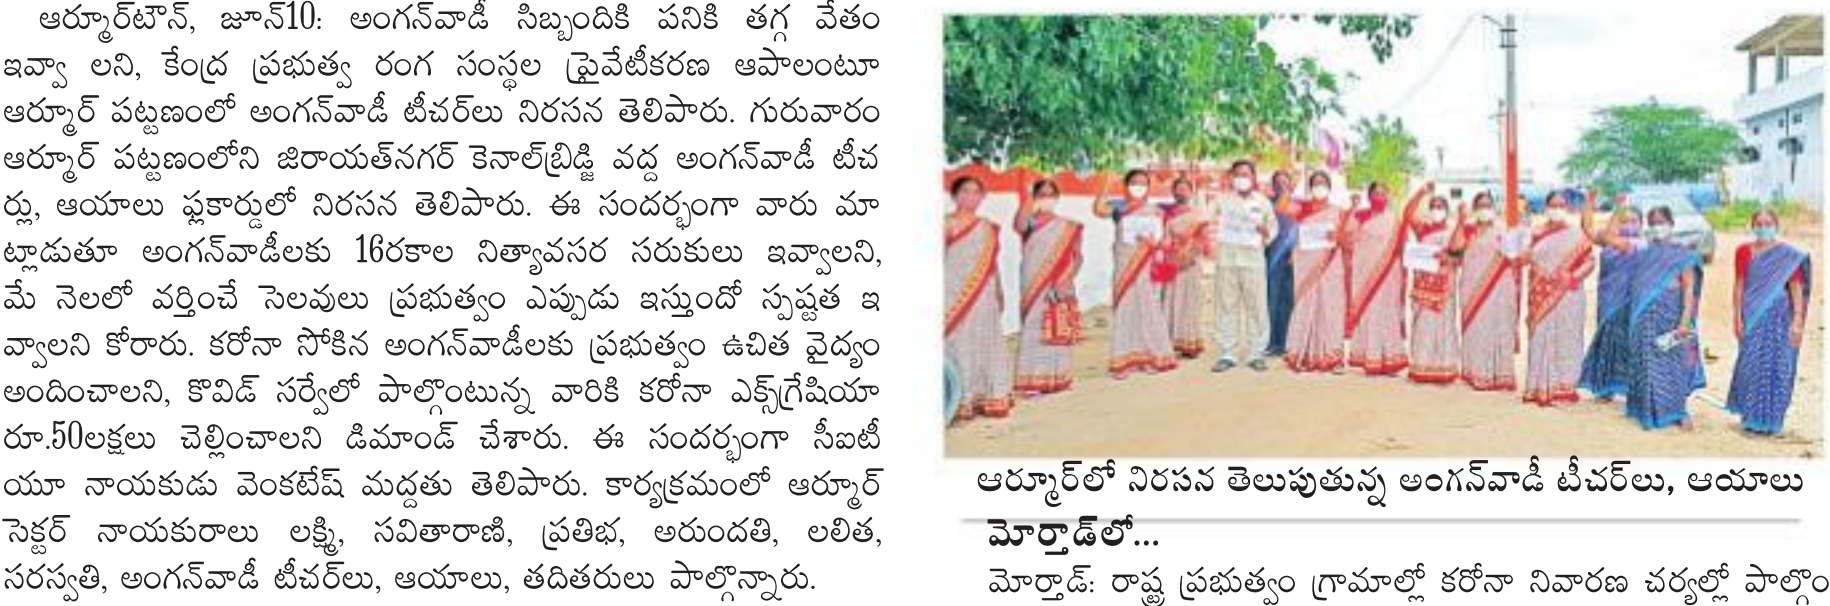 ఆర్మూర్‌టౌన్, జూన్10: అంగన్‌వాడీ సిబ్బందికి పనికి తగ్గ వేతం
ఇవ్వా లని, కేంద్ర ప్రభుత్వ రంగ సంస్థల ప్రైవేటీకరణ ఆపాలంటూ
ఆర్మూర్ పట్టణంలో అంగన్‌వాడీ టీచర్‌లు నిరసన తెలిపారు. గురువారం
ఆర్మూర్ పట్టణంలోని జిరాయత్‌నగర్ కెనాల్‌బ్రిడ్జి వద్ద అంగన్‌వాడీ టీచ
ర్లు, ఆయాలు ఫ్లకార్డులో నిరసన తెలిపారు. ఈ సందర్భంగా వారు మా
ట్లాడుతూ అంగన్‌వాడీలకు 16రకాల నిత్యావసర సరుకులు ఇవ్వాలని,
మే నెలలో వర్తించే సెలవులు ప్రభుత్వం ఎప్పుడు ఇస్తుందో స్పష్టత ఇ
వ్వాలని కోరారు. కరోనా సోకిన అంగన్‌వాడీలకు ప్రభుత్వం ఉచిత వైద్యం
అందించాలని, కొవిడ్ సర్వేలో పాల్గొంటున్న వారికి కరోనా ఎక్స్‌గ్రేషియా
రూ.50లక్షలు చెల్లించాలని డిమాండ్ చేశారు. ఈ సందర్భంగా సీఐటీ
యూ నాయకుడు వెంకటేష్ మద్దతు తెలిపారు. కార్యక్రమంలో ఆర్మూర్
సెక్టర్ నాయకురాలు లక్ష్మి, సవితారాణి, ప్రతిభ, అరుందతి, లలిత,
సరస్వతి, అంగన్‌వాడీ టీచర్‌లు, ఆయాలు, తదితరులు పాల్గొన్నారు.
ఆర్మూర్‌లో నిరసన తెలుపుతున్న అంగన్‌వాడీ టీచర్‌లు, ఆయాలు
మోర్తాడ్‌లో...
మోర్తాడ్: రాష్ట్ర ప్రభుత్వం గ్రామాల్లో కరోనా నివారణ చర్యల్లో పాల్గొం